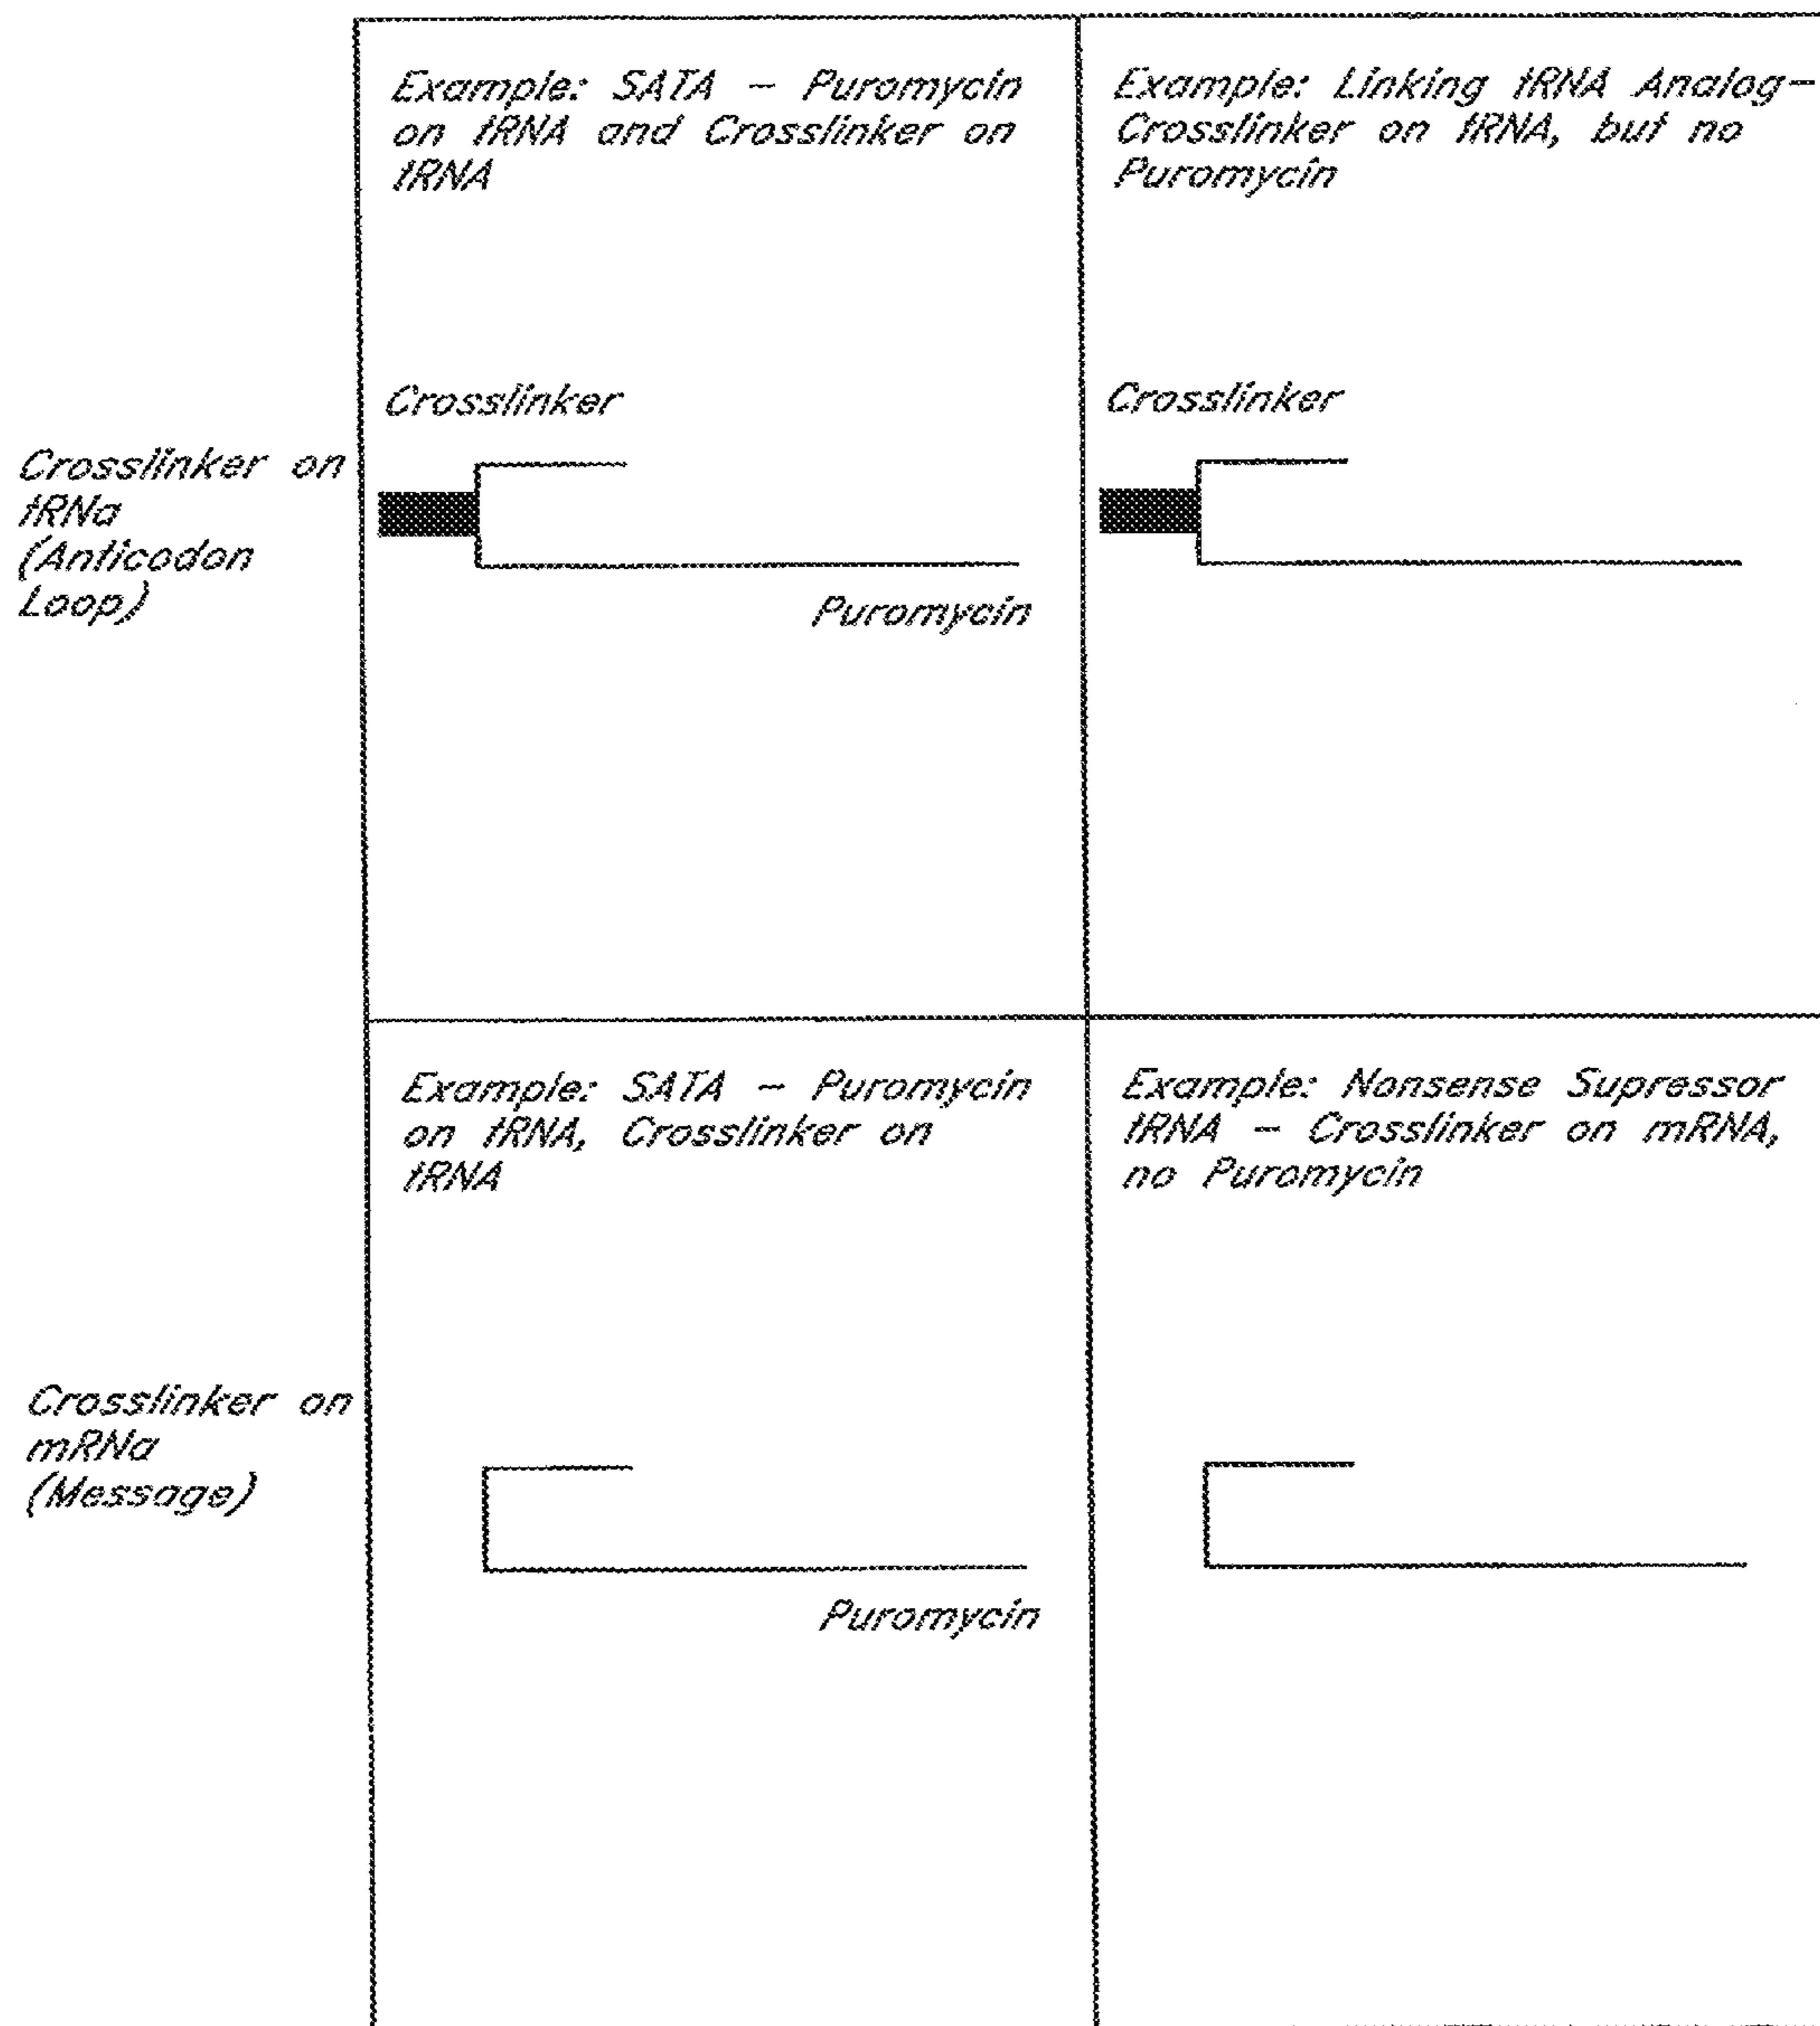 Example: SATA - Puromycin
on tRNA and Crosslinker on
tRNA
Example: Linking tRNA Analog-
Crosslinker on tRNA, but no
Puromycin
Crosslinker on
tRNa
(Anticodon
Loop)
Crosslinker
Puromycin
Crosslinker
Example: SATA - Puromycin
on tRNA, Crosslinker on
tRNA
Example: Nonsense Supressor
tRNA - Crosslinker on mRNA,
no Puromycin
Crosslinker on
mRNa
(Message)
Puromycin